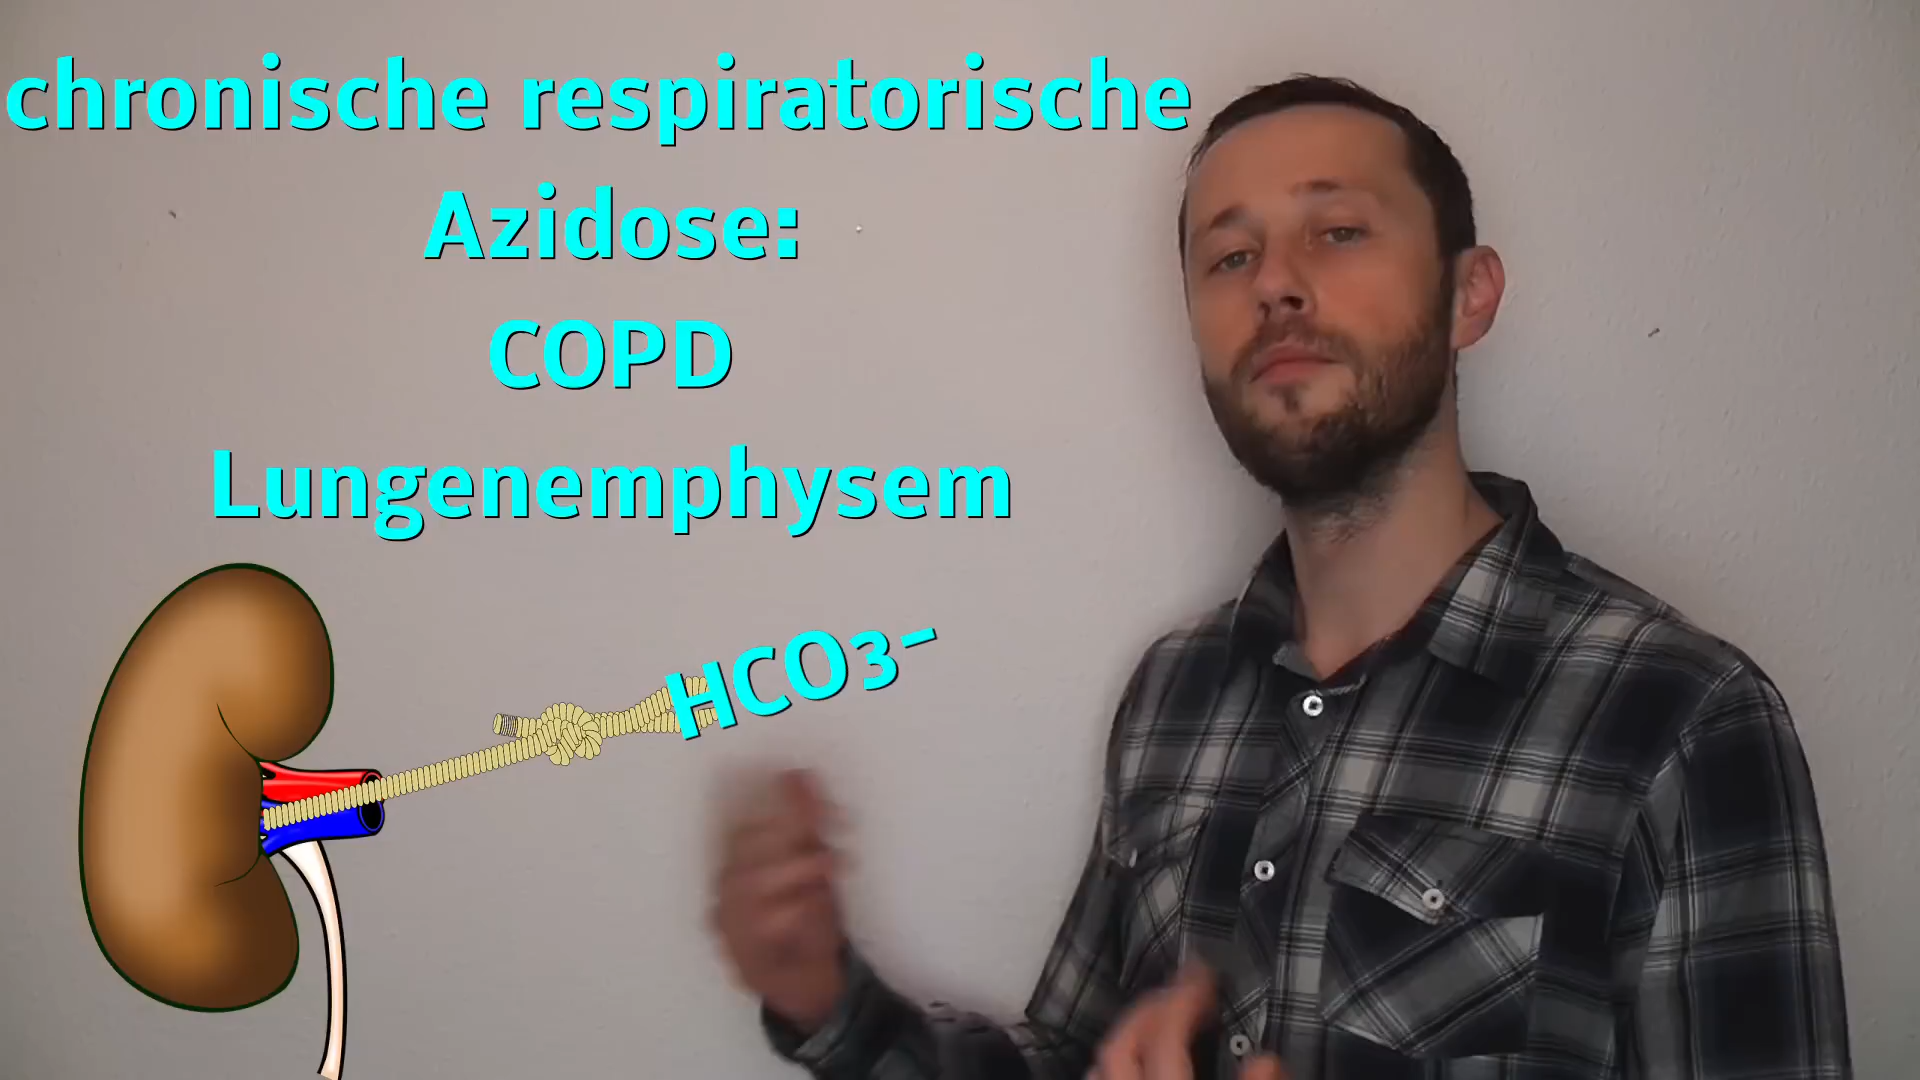 chronische respiratorische
Azidose:
COPD
Lungenemphysem
HCO3-